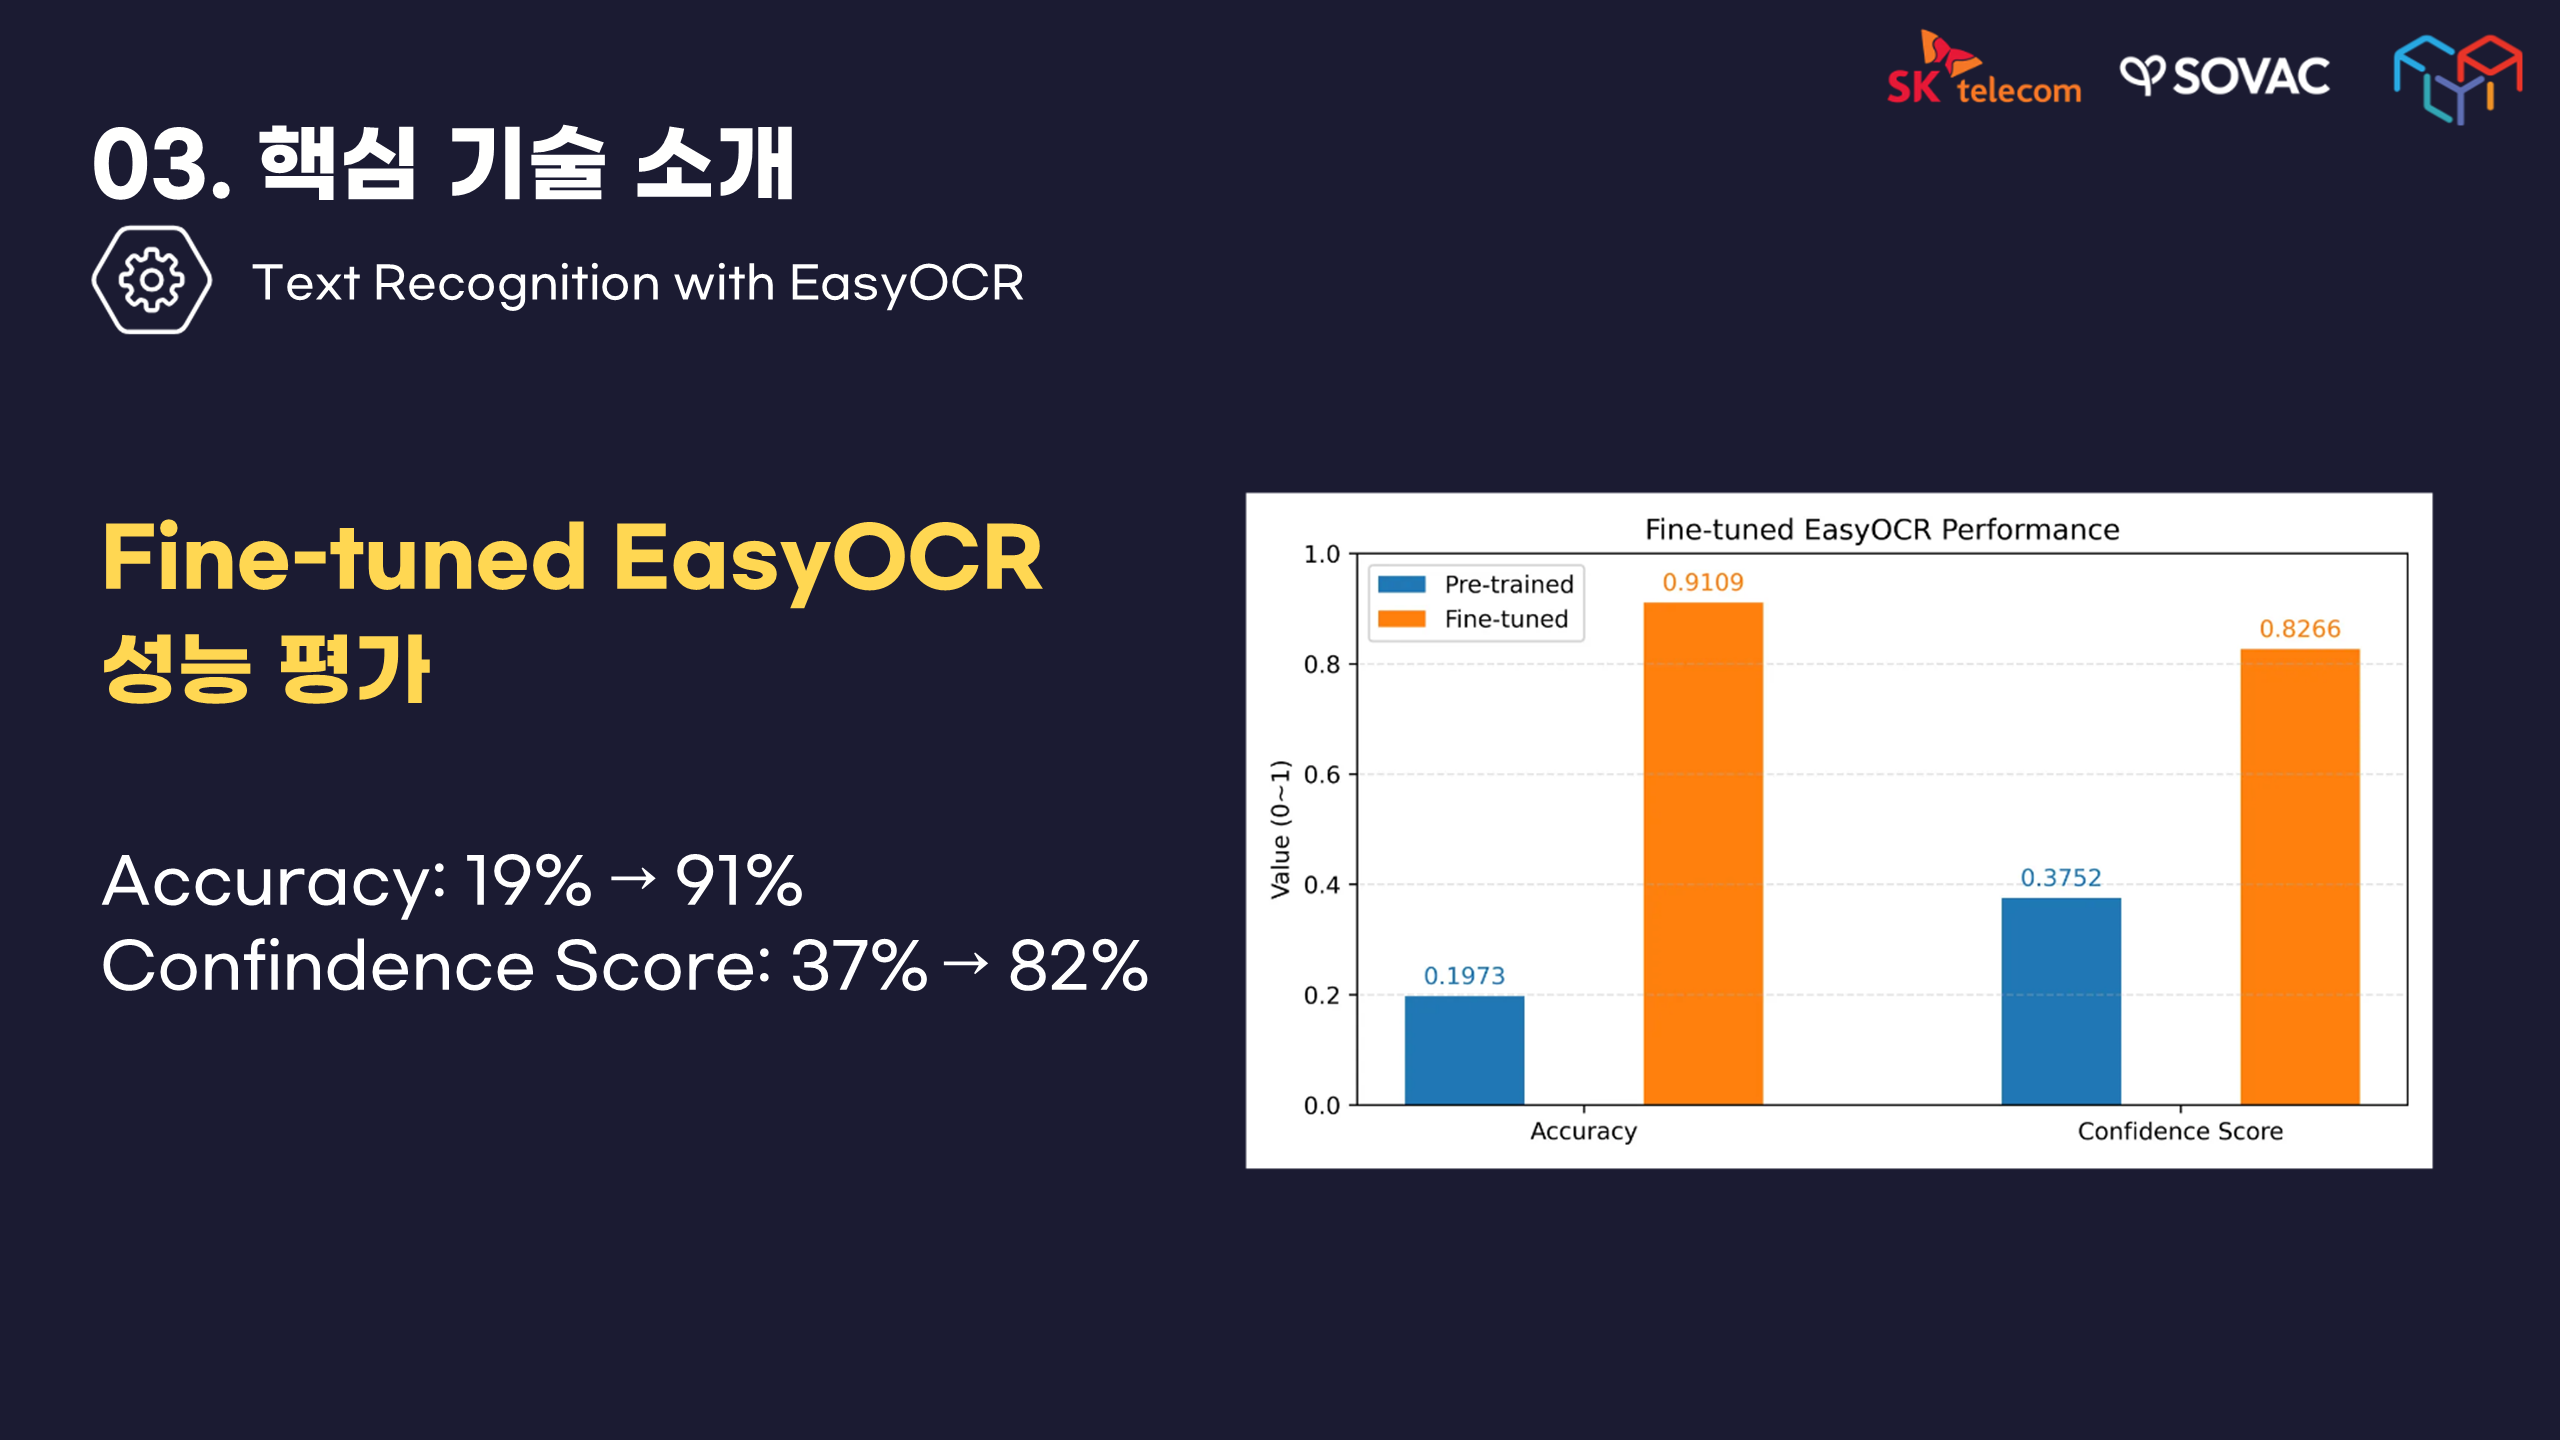 SK telecom
SOVAC
03. 핵심 기술 소개
Text Recognition with EasyOCR
Fine-tuned EasyOCR
성능 평가
Accuracy: 19% → 91%
Confindence Score: 37% → 82%
Fine-tuned EasyOCR Performance
Pre-trained
Fine-tuned
Value (0~1)
1.0
0.8
0.6
0.4
0.2
0.0
0.1973
0.9109
0.3752
0.8266
Accuracy
Confidence Score